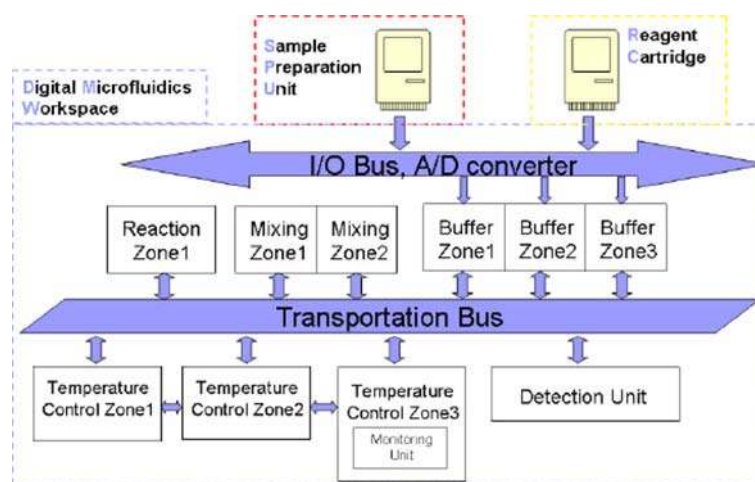 Sample
Preparation
Unit
Reagent
Cartridge
Digital Microfluidics
Workspace
I/O Bus, A/D converter
Reaction
Zone1
Mixing
Zone1
Mixing
Zone2
Buffer
Zone1
Buffer
Zone2
Buffer
Zone3
Transportation Bus
Temperature
Control Zone1
Temperature
Control Zone2
Temperature
Control Zone3
Monitoring
Unit
Detection Unit